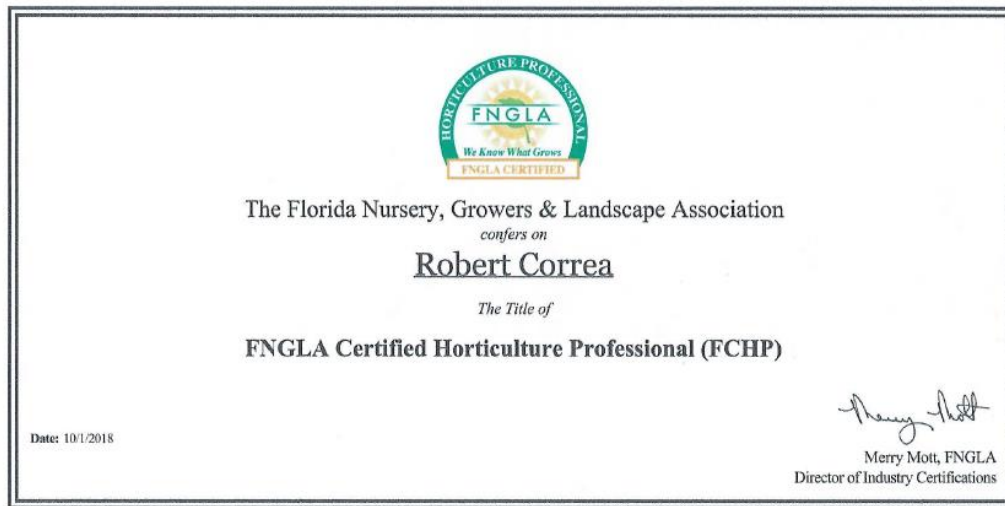 HORTICULTURE PROFESSIONAL
FNGLA
We Know What Grows
FNGLA CERTIFIED
The Florida Nursery, Growers & Landscape Association
confers on
Robert Correa
The Title of
FNGLA Certified Horticulture Professional (FCHP)
Merry Mott
Date: 10/1/2018
Merry Mott, FNGLA
Director of Industry Certifications